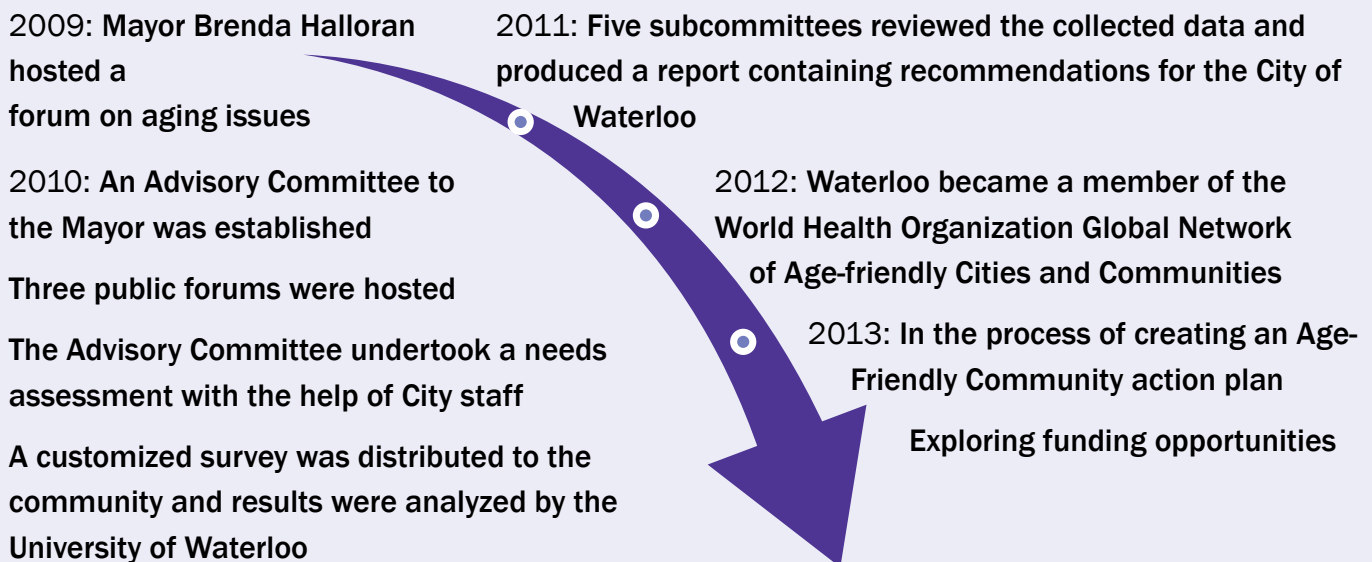 2009: Mayor Brenda Halloran
hosted a
forum on aging issues
2010: An Advisory Committee to
the Mayor was established
Three public forums were hosted
The Advisory Committee undertook a needs
assessment with the help of City staff
A customized survey was distributed to the
community and results were analyzed by the
University of Waterloo
2011: Five subcommittees reviewed the collected data and
produced a report containing recommendations for the City of
Waterloo
2012: Waterloo became a member of the
World Health Organization Global Network
of Age-friendly Cities and Communities
2013: In the process of creating an Age-
Friendly Community action plan
Exploring funding opportunities